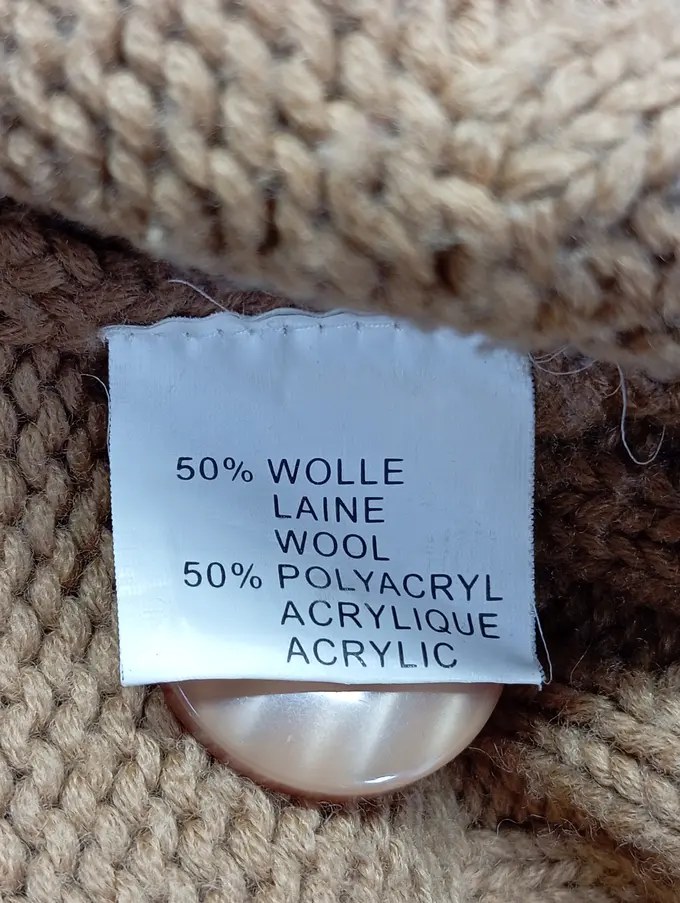 50% WOLLE
LAINE
WOOL
50% POLYACRYL
ACRYLIQUE
ACRYLIC